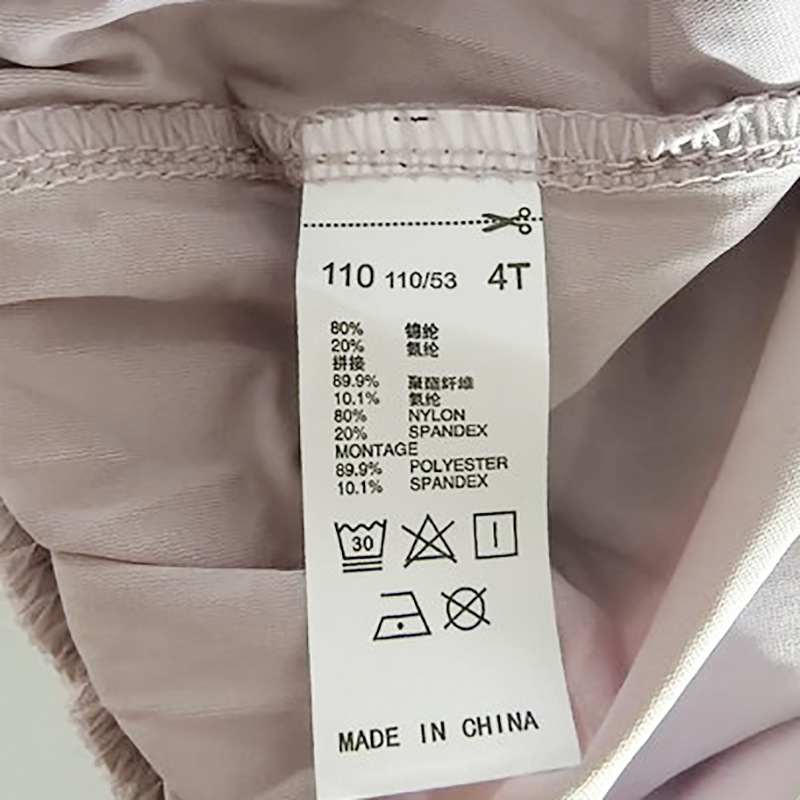 110 110/53 4T
80% 锦纶
20% 氨纶
拼接
89.9% 聚酯纤维
10.1% 氨纶
80% NYLON
20% SPANDEX
MONTAGE
89.9% POLYESTER
10.1% SPANDEX
30
MADE IN CHINA